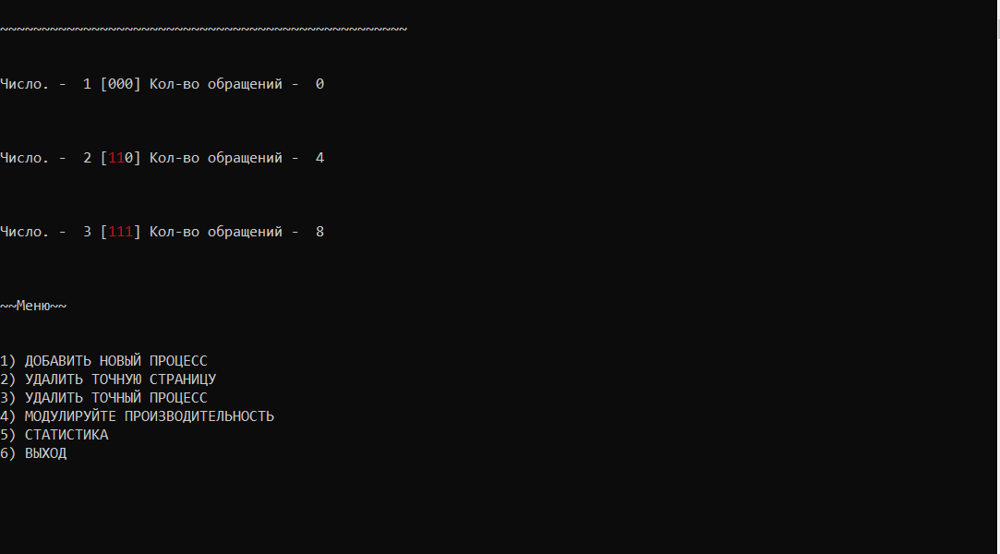 ~~~~~~~~~~~~~~~~~~~~~~~~~~~~~~~~~~~~~~~~~~~~~~~~~
Число. -  1 [000] Кол-во обращений -  0
Число. -  2 [110] Кол-во обращений -  4
Число. -  3 [111] Кол-во обращений -  8
~~Меню~~
1) ДОБАВИТЬ НОВЫЙ ПРОЦЕСС
2) УДАЛИТЬ ТОЧНУЮ СТРАНИЦУ
3) УДАЛИТЬ ТОЧНЫЙ ПРОЦЕСС
4) МОДУЛИРУЙТЕ ПРОИЗВОДИТЕЛЬНОСТЬ
5) СТАТИСТИКА
6) ВЫХОД